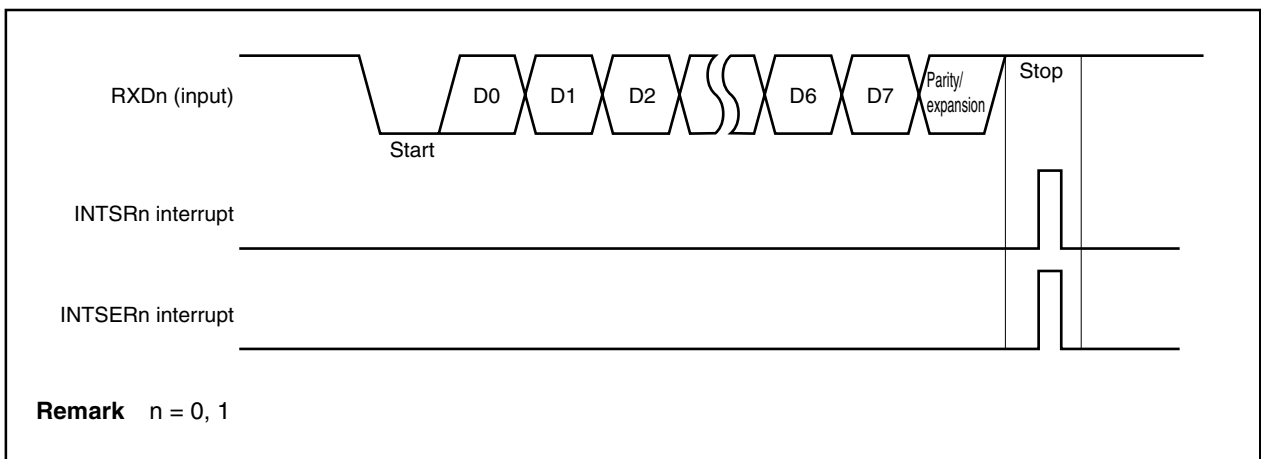 RXDn (input)
D0 D1 D2 D6 D7 Parity/
expansion
Stop
Start
INTSRn interrupt
INTSERn interrupt
Remark n = 0, 1